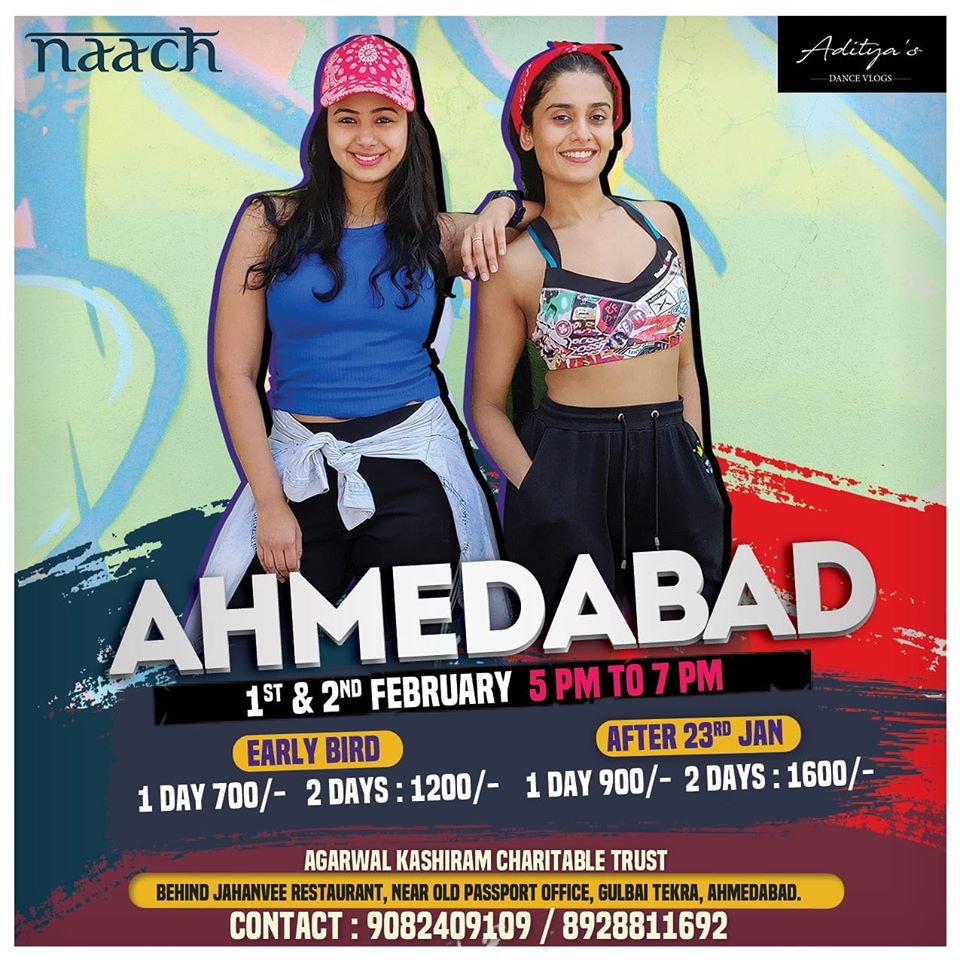 naach
Aditya's
DANCE VLOGS
AHMEDABAD
1ST & 2ND FEBRUARY 5 PM TO 7 PM
EARLY BIRD
1 DAY 700/- 2 DAYS : 1200/-
AFTER 23RD JAN
1 DAY 900/- 2 DAYS : 1600/-
AGARWAL KASHIRAM CHARITABLE TRUST
BEHIND JAHANVEE RESTAURANT, NEAR OLD PASSPORT OFFICE, GULBAI TEKRA, AHMEDABAD.
CONTACT : 9082409109 / 8928811692